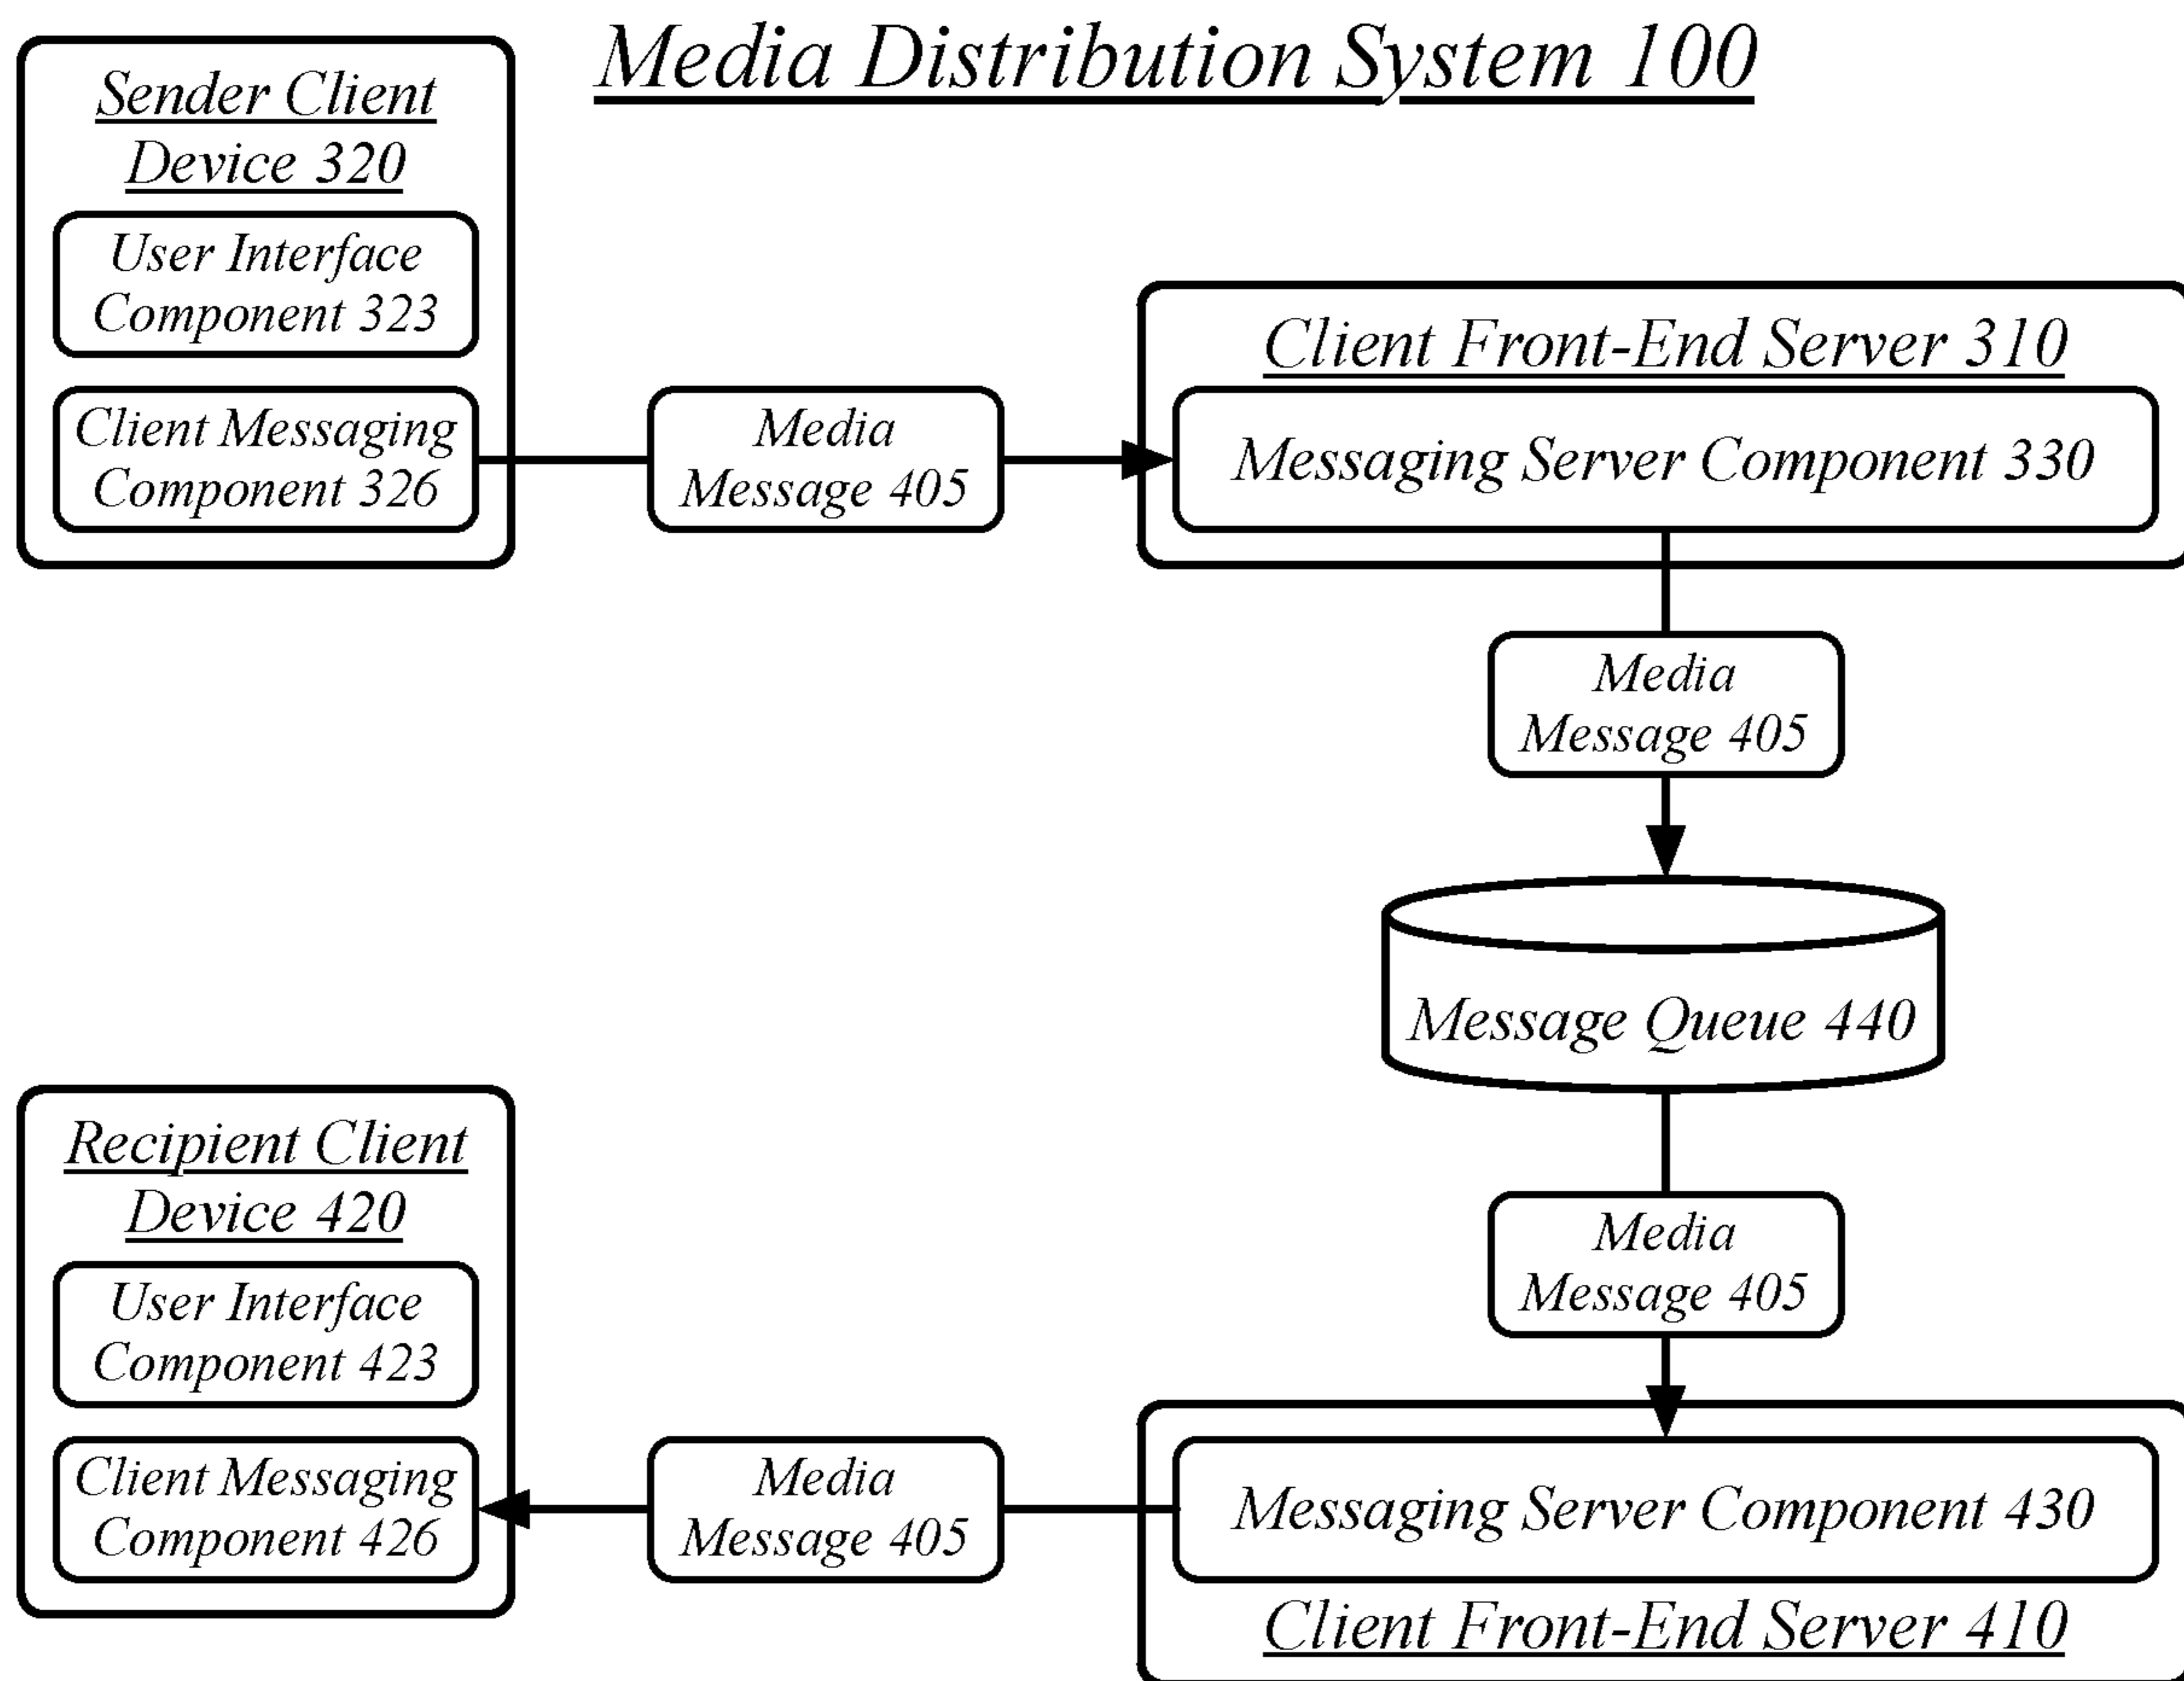 Media Distribution System 100
Sender Client
Device 320
User Interface
Component 323
Client Messaging
Component 326
Media
Message 405
Client Front-End Server 310
Messaging Server Component 330
Media
Message 405
Message Queue 440
Media
Message 405
Messaging Server Component 430
Client Front-End Server 410
Media
Message 405
Recipient Client
Device 420
User Interface
Component 423
Client Messaging
Component 426